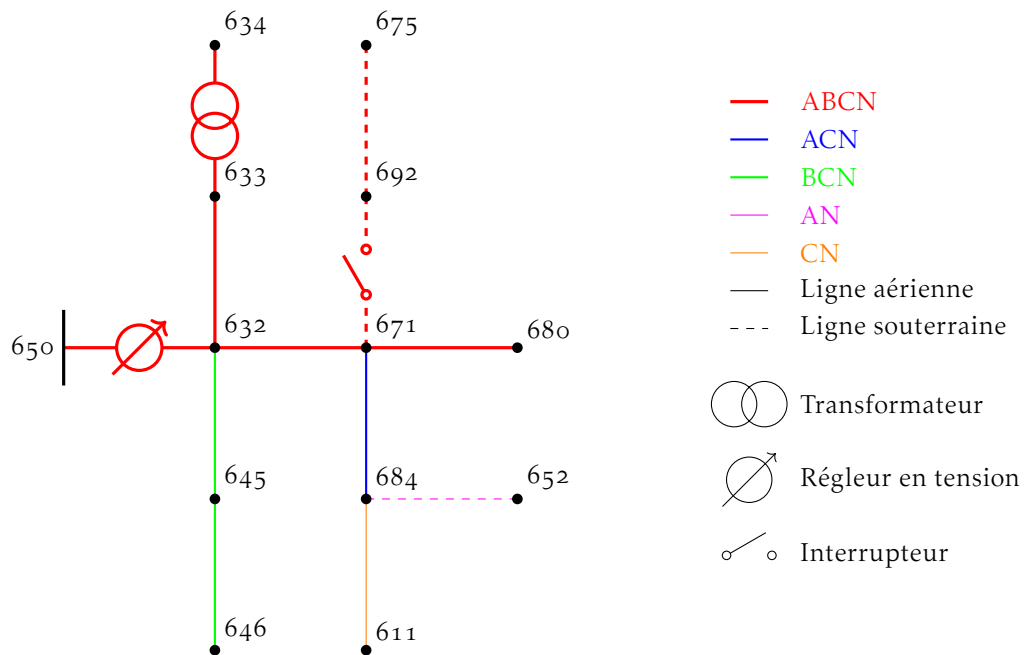 634
675
633
692
650
632
671
680
645
684
652
646
611
ABCN
ACN
BCN
AN
CN
Ligne aérienne
Ligne souterraine
Transformateur
Régleur en tension
Interrupteur